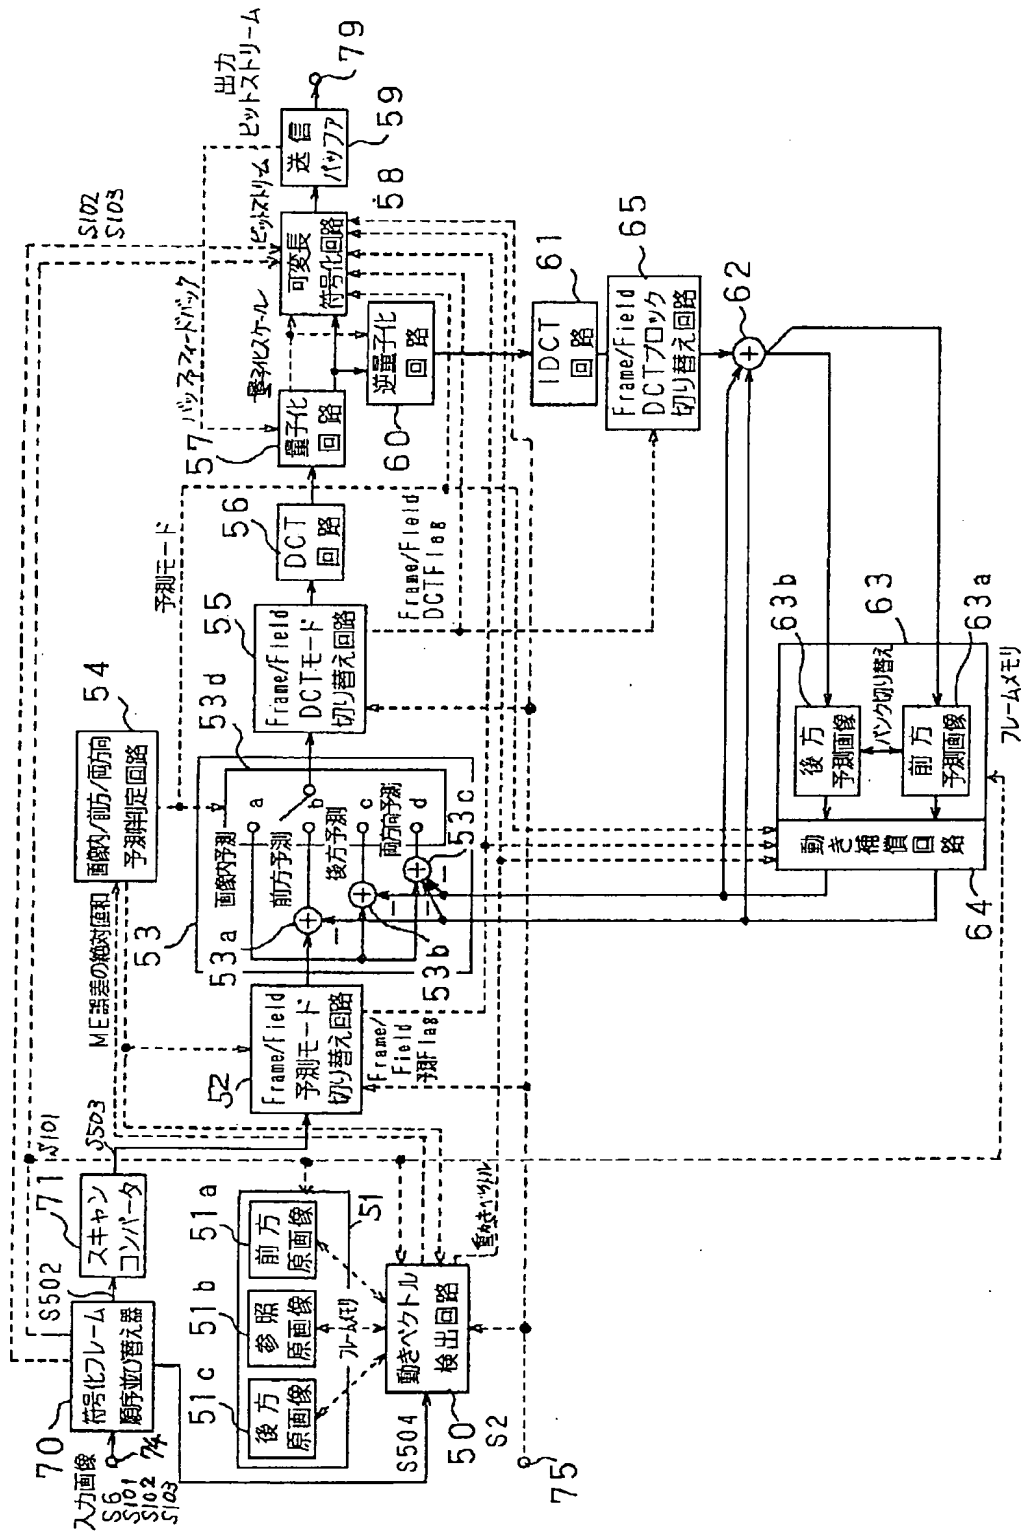 入力画像
S6
S101
S102
S103
74
70
符号化フレーム
順序並び替え器
S502
71
スキャン
コンバータ
S503
S101
S102
S103
ME誤差の絶対値和
54
画像内/前方/両方向
予測判定回路
予測モード
51c
後方
原画像
51b
参照
原画像
51a
前方
原画像
51
フレームメモリ
S504
動きベクトル
検出回路
50
動きベクトル
S2
75
52
Frame/Field
予測モード
切り替え回路
Frame/
Field
予測Flag
53
画像内予測
前方予測
後方予測
両方向予測
a
b
c
d
53a
53b
53c
53d
55
Frame/Field
DCTモード
切り替え回路
Frame/Field
DCTFlag
56
DCT
回路
57
量子化
回路
量子化スケール
バッファフィードバック
58
可変長
符号化回路
ビットストリーム
59
送信
バッファ
出力
ビットストリーム
79
60
逆量子化
回路
61
IDCT
回路
65
Frame/Field
DCTブロック
切り替え回路
62
63
63b
後方
予測画像
バンク切り替え
63a
前方
予測画像
フレームメモリ
動き補償回路
64